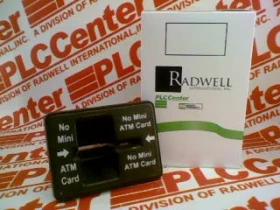 PLCCenter
A DIVISION OF RADWELL INTERNATIONAL, INC.
RADWELL
INTERNATIONAL, INC.
PLCCenter
No Mini
ATM Card
No Mini
ATM Card
No Mini
ATM Card